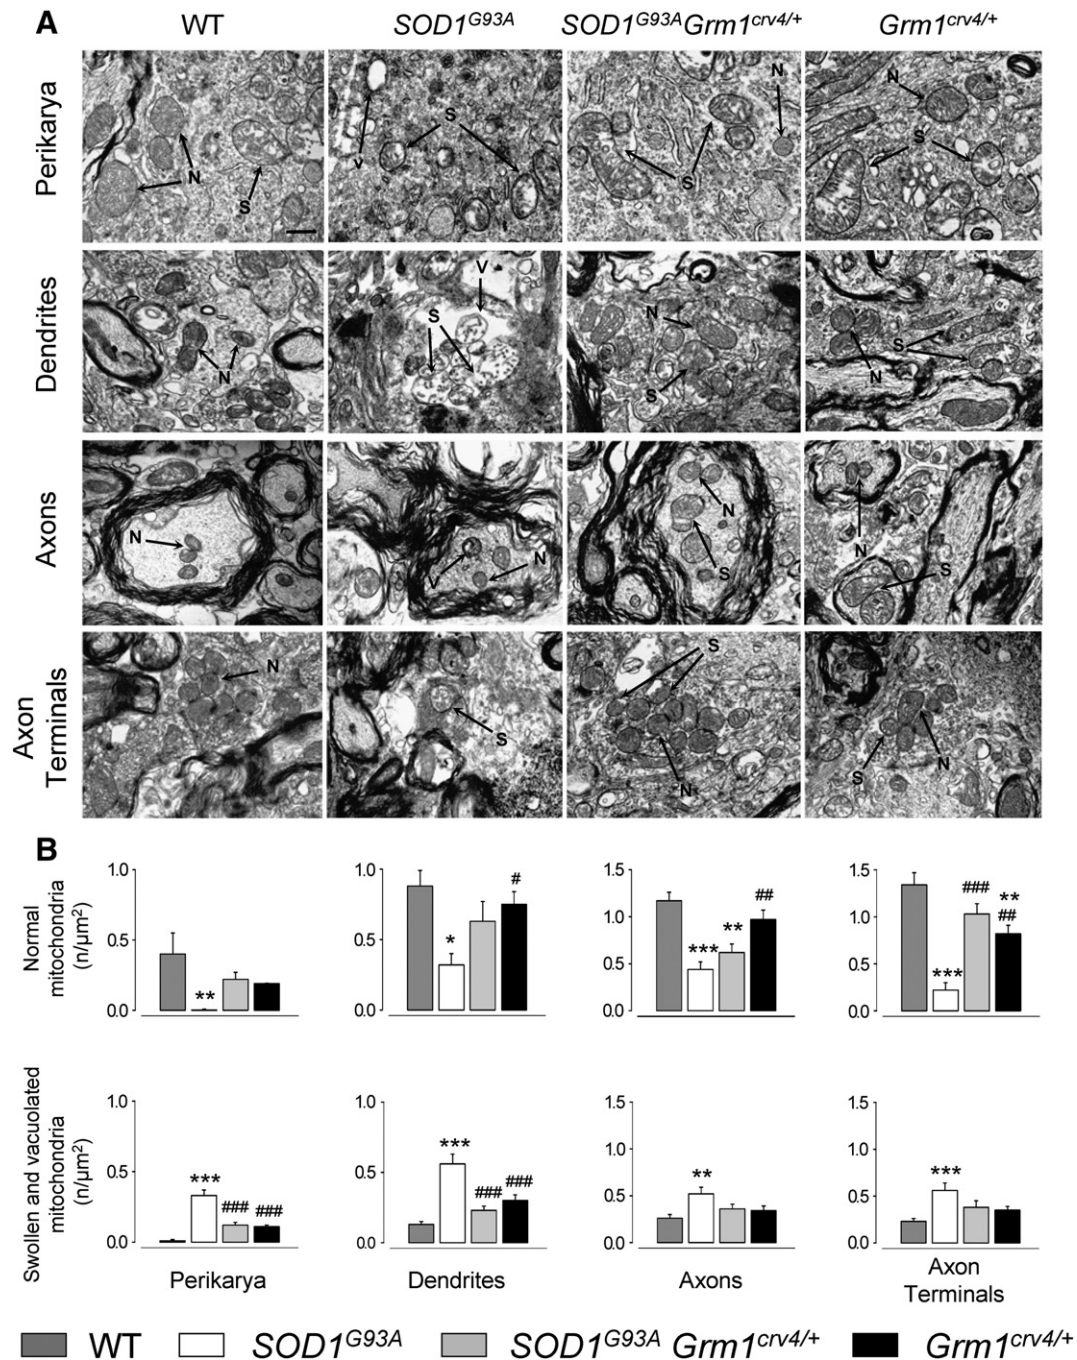 A
WT
SOD1G93A
SOD1G93AGrm1crv4/+
Grm1crv4/+
Perikarya
N
S
V
S
S
N
N
S
Dendrites
N
V
S
N
S
S
N
Axons
N
V
N
N
S
N
S
Axon
Terminals
N
S
S
N
S
N
B
Normal
mitochondria
(n/µm2)
1.0
0.5
0.0
**
1.0
0.5
0.0
*
#
1.5
1.0
0.5
0.0
***
**
##
1.5
1.0
0.5
0.0
***
###
**
##
Swollen and vacuolated
mitochondria
(n/µm2)
1.0
0.5
0.0
***
###
###
Perikarya
1.0
0.5
0.0
***
###
###
Dendrites
1.5
1.0
0.5
0.0
**
Axons
1.5
1.0
0.5
0.0
***
Axon
Terminals
WT
SOD1G93A
SOD1G93A Grm1crv4/+
Grm1crv4/+